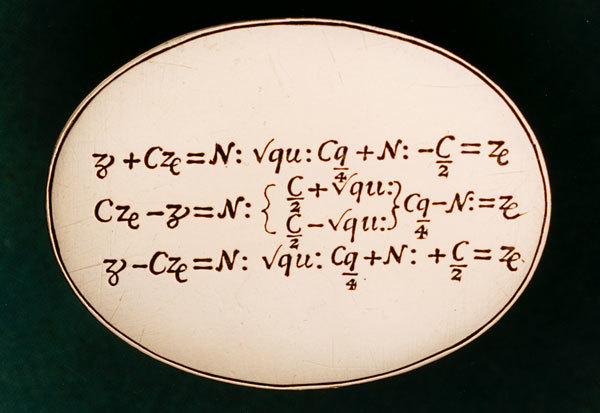 ʒ + Cze = N: √qu: Cq/4 + N: - C/2 = ze
Cze - ʒ = N: { C/2 + √qu: C/2 - √qu: } Cq/4 - N: = ze
ʒ - Cze = N: √qu: Cq/4 + N: + C/2 = ze